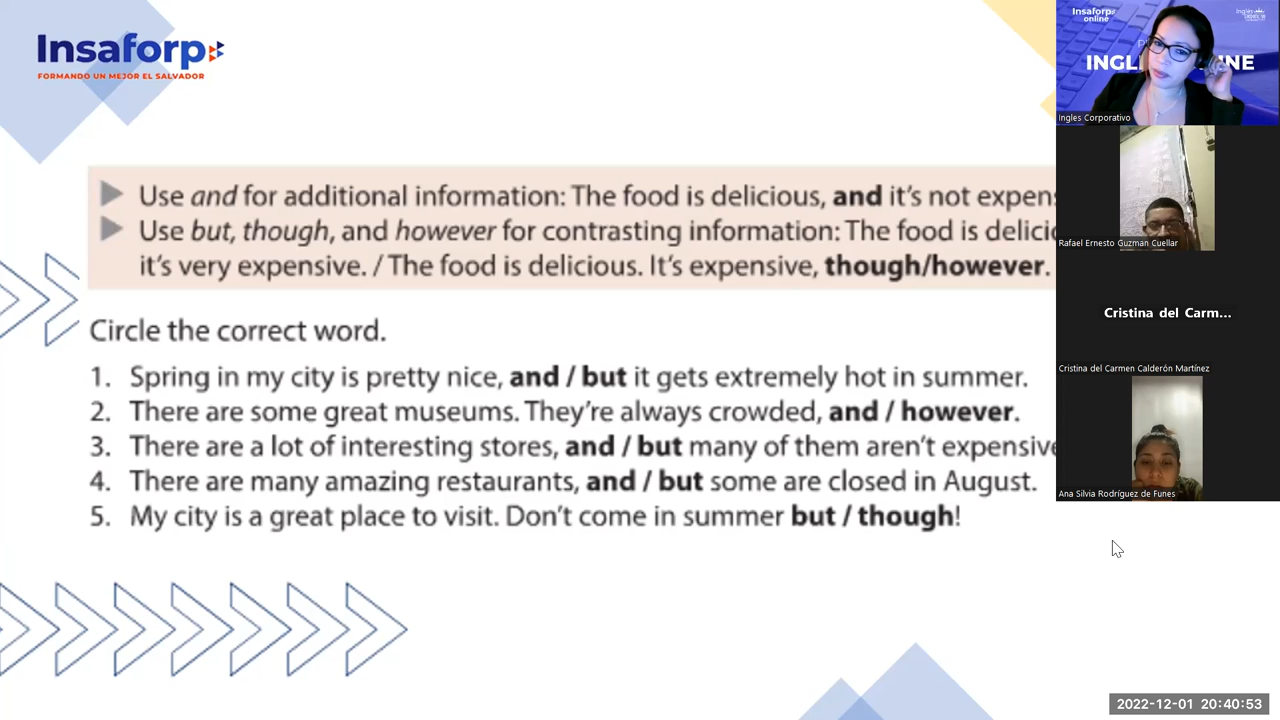 Insaforp
FORMANDO UN MEJOR EL SALVADOR
Use and for additional information: The food is delicious, and it's not expens
Use but, though, and however for contrasting information: The food is delicio
it's very expensive. / The food is delicious. It's expensive, though/however.
Circle the correct word.
1. Spring in my city is pretty nice, and / but it gets extremely hot in summer.
2. There are some great museums. They're always crowded, and / however.
3. There are a lot of interesting stores, and / but many of them aren't expensive
4. There are many amazing restaurants, and / but some are closed in August.
5. My city is a great place to visit. Don't come in summer but / though!
Insaforp
online
INGL
INE
Ingles Corporativo
Rafael Ernesto Guzman Cuellar
Cristina del Carm...
Cristina del Carmen Calderón Martínez
Ana Silvia Rodríguez de Funes
2022-12-01 20:40:53